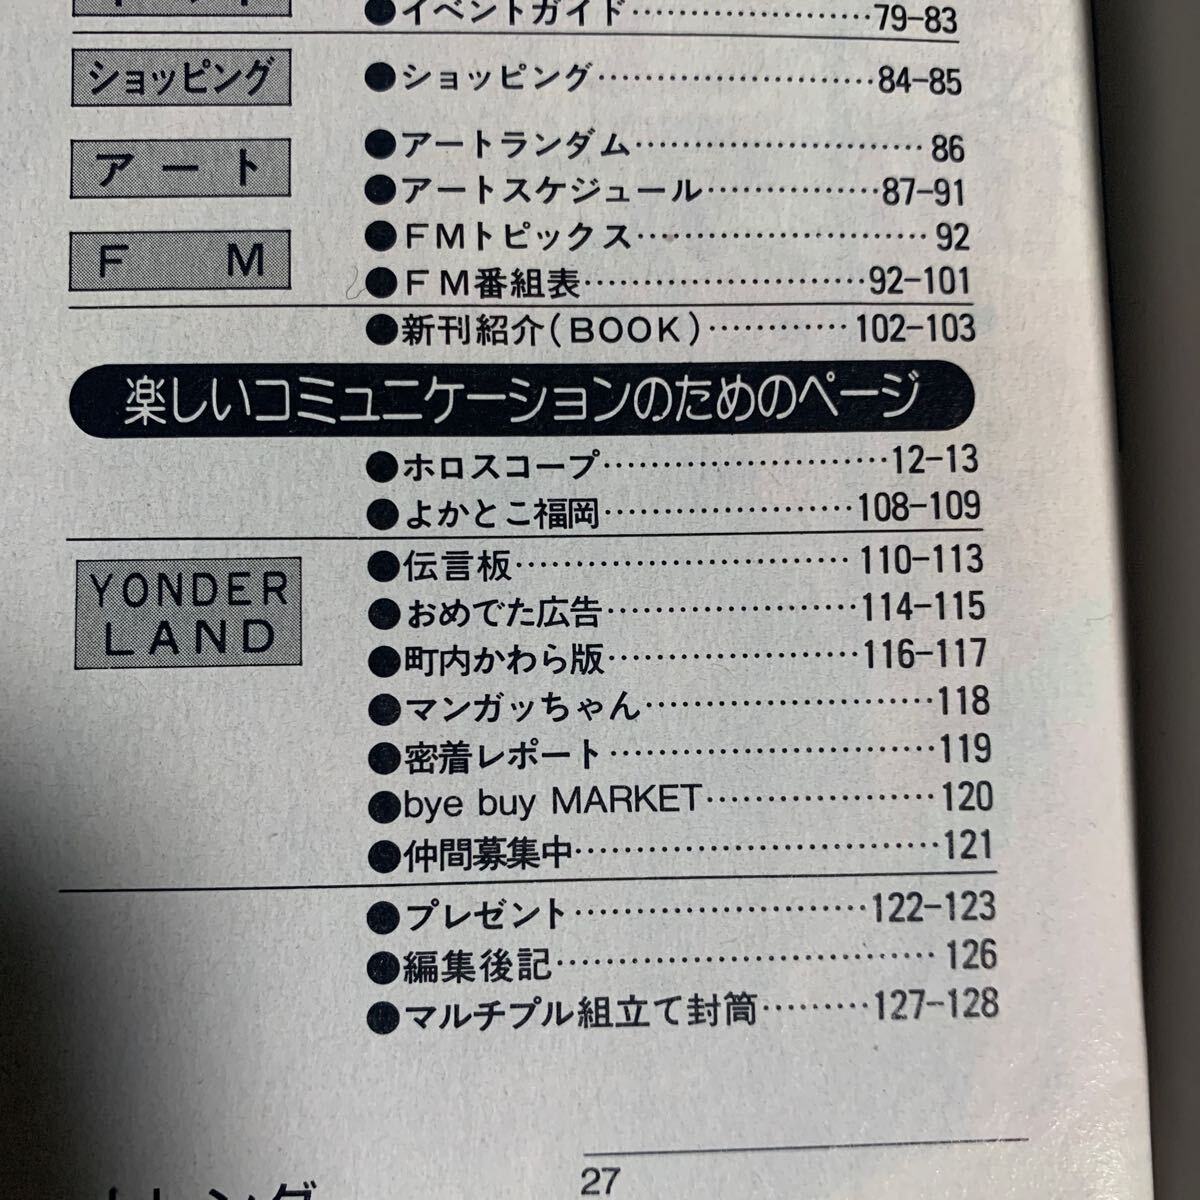 ●イベントガイド……………………79-83
ショッピング ●ショッピング……………………84-85
アート ●アートランダム……………………86
●アートスケジュール……………87-91
FM ●FMトピックス……………………92
●FM番組表……………………92-101
●新刊紹介(BOOK)…………102-103
楽しいコミュニケーションのためのページ
●ホロスコープ……………………12-13
●よかとこ福岡…………………108-109
YONDER LAND ●伝言板…………………………110-113
●おめでた広告…………………114-115
●町内かわら版…………………116-117
●マンガッちゃん……………………118
●密着レポート………………………119
●bye buy MARKET…………………120
●仲間募集中…………………………121
●プレゼント……………………122-123
●編集後記……………………………126
●マルチプル組立て封筒………127-128
27